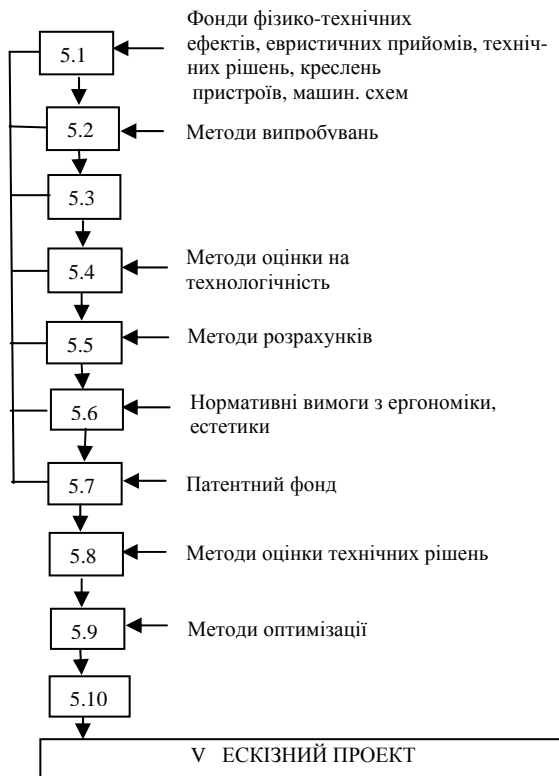 Фонди фізико-технічних
ефектів, евристичних прийомів, техніч-
них рішень, креслень
пристроїв, машин. схем
5.1
5.2
Методи випробувань
5.3
5.4
Методи оцінки на
технологічність
5.5
Методи розрахунків
5.6
Нормативні вимоги з ергономіки,
естетики
5.7
Патентний фонд
5.8
Методи оцінки технічних рішень
5.9
Методи оптимізації
5.10
V ЕСКІЗНИЙ ПРОЕКТ